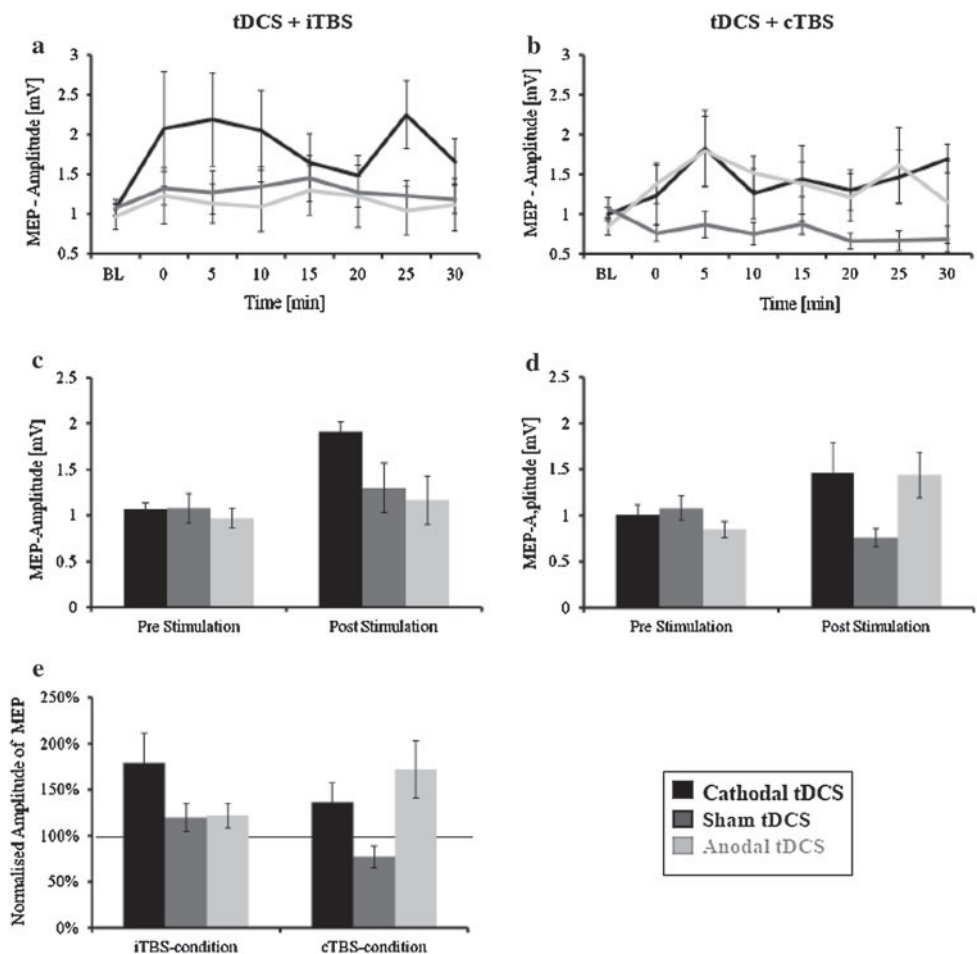 tDCS + iTBS
a
MEP - Amplitude [mV]
3
2.5
2
1.5
1
0.5
BL 0 5 10 15 20 25 30
Time [min]
tDCS + cTBS
b
MEP - Amplitude [mV]
3
2.5
2
1.5
1
0.5
BL 0 5 10 15 20 25 30
Time [min]
c
MEP-Amplitude [mV]
2.5
2
1.5
1
0.5
0
Pre Stimulation Post Stimulation
d
MEP-A,plitude [mV]
2.5
2
1.5
1
0.5
0
Pre Stimulation Post Stimulation
e
Normalised Amplitude of MEP
250%
200%
150%
100%
50%
0%
iTBS-condition cTBS-condition
Cathodal tDCS
Sham tDCS
Anodal tDCS